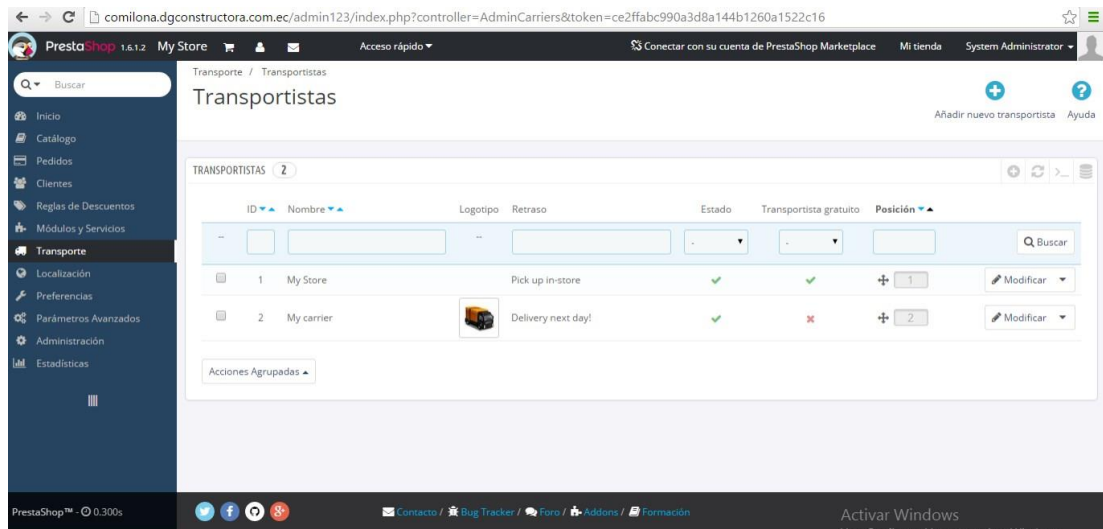 comilona.dgconstructora.com.ec/admin123/index.php?controller=AdminCarriers&token=ce2ffabc990a3d8a144b1260a1522c16
PrestaShop 1.6.1.2 My Store Acceso rápido Conectar con su cuenta de PrestaShop Marketplace Mi tienda System Administrator
Buscar
Inicio
Catálogo
Pedidos
Clientes
Reglas de Descuentos
Módulos y Servicios
Transporte
Localización
Preferencias
Parámetros Avanzados
Administración
Estadísticas
Transporte / Transportistas
Transportistas
Añadir nuevo transportista Ayuda
TRANSPORTISTAS 2
ID Nombre Logotipo Retraso Estado Transportista gratuito Posición
-- -- - - Buscar
1 My Store Pick up in-store 1 Modificar
2 My carrier Delivery next day! 2 Modificar
Acciones Agrupadas
PrestaShop™ - 0.300s
Contacto / Bug Tracker / Foro / Addons / Formación
Activar Windows